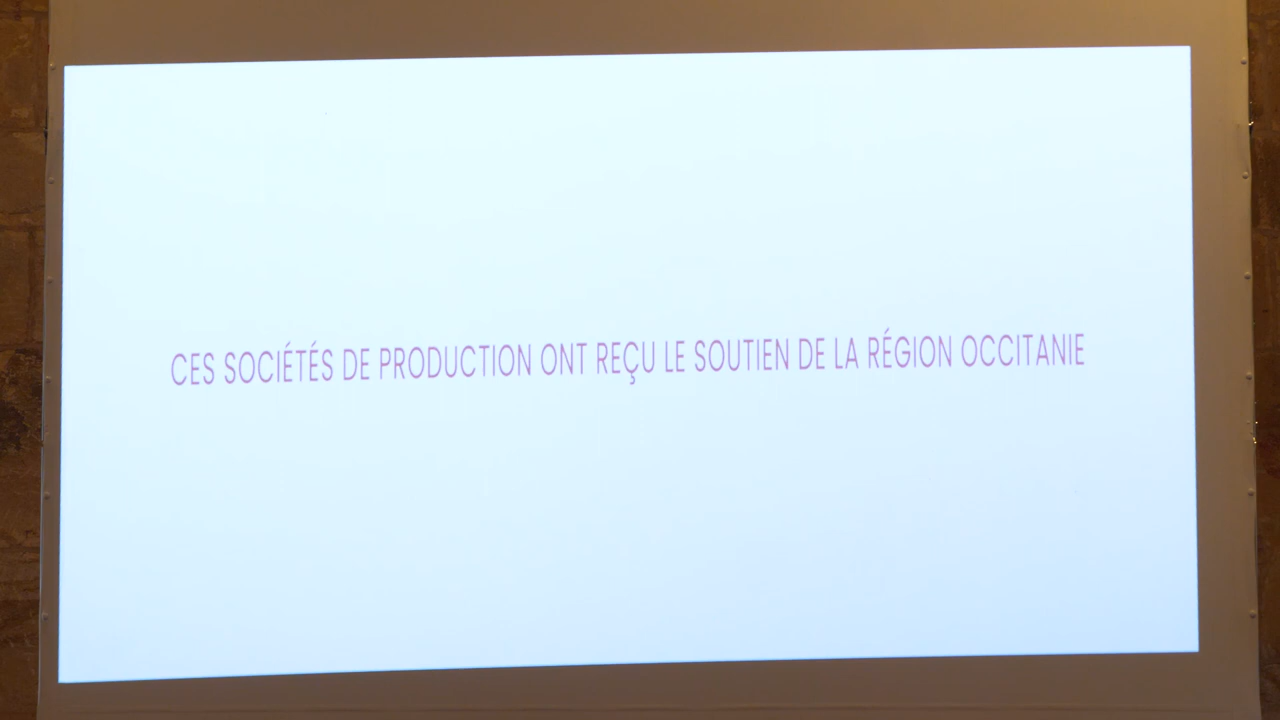 CES SOCIÉTÉS DE PRODUCTION ONT REÇU LE SOUTIEN DE LA RÉGION OCCITANIE